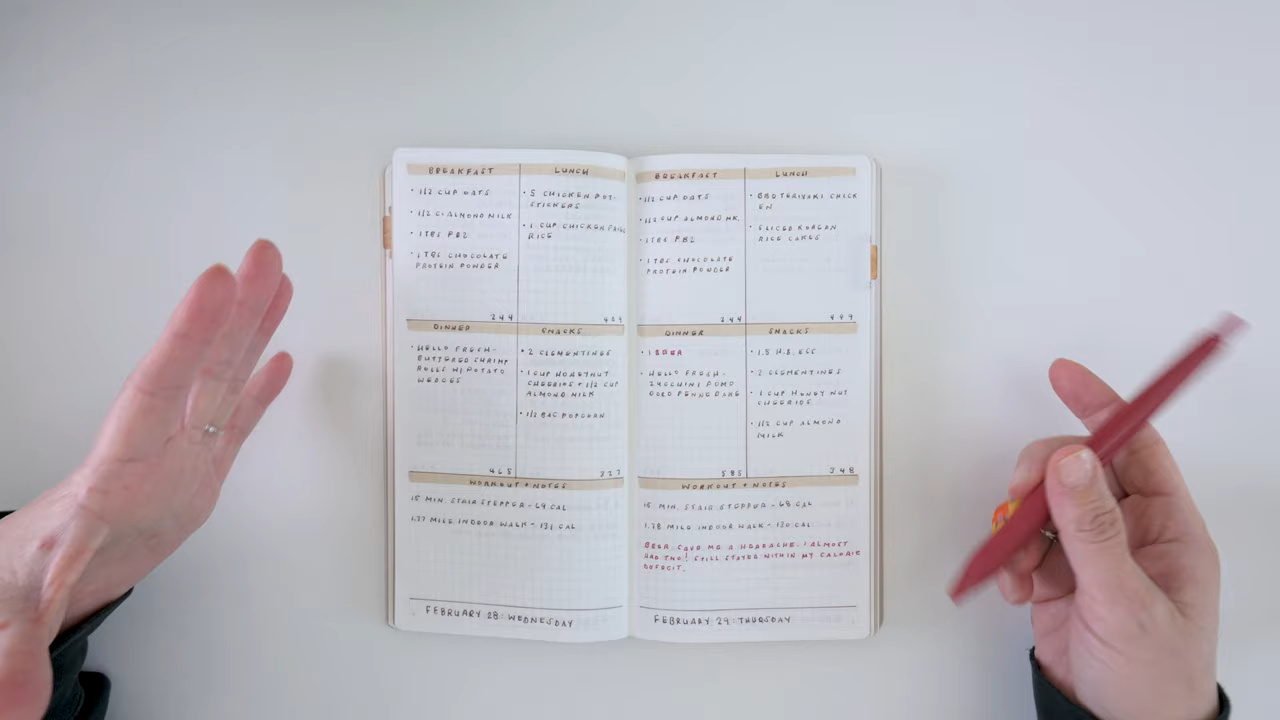 BREAKFAST
• 1/2 CUP OATS
• 1/2 C ALMOND MILK
• 1 TBS PB2
• 1 TBS CHOCOLATE
PROTEIN POWDER
244
LUNCH
• 5 CHICKEN POT-
STICKERS
• 1 CUP CHICKEN FRIED
RICE
DINNER
• HELLO FRESH-
BUTTERED SHRIMP
ROLLS W/ POTATO
WEDGES
465
SNACKS
• 2 CLEMENTINES
• 1 CUP HONEYNUT
CHEERIOS + 1/2 CUP
ALMOND MILK
• 1/2 BAG POPCORN
327
WORKOUT + NOTES
15 MIN. STAIR STEPPER - 69 CAL
1.37 MILE INDOOR WALK - 131 CAL
FEBRUARY 28: WEDNESDAY
BREAKFAST
• 1/2 CUP OATS
• 1/2 CUP ALMOND MK.
• 1 TBS PB2
• 1 TBS CHOCOLATE
PROTEIN POWDER
244
LUNCH
• BBQ TERIYAKI CHICK
EN
• SLICED KOREAN
RICE CAKES
449
DINNER
• 1 BEER
• HELLO FRESH-
ZUCCHINI POMO
DORO PENNE BAKE
585
SNACKS
• 1.5 H.B. EGG
• 2 CLEMENTINES
• 1 CUP HONEY NUT
CHEERIOS
• 1/2 CUP ALMOND
MILK
348
WORKOUT + NOTES
15 MIN. STAIR STEPPER - 68 CAL
1.38 MILE INDOOR WALK - 130 CAL
BEER GAVE ME A HEADACHE. I ALMOST
HAD TWO! STILL STAYED WITHIN MY CALORIE
DEFICIT.
FEBRUARY 29: THURSDAY